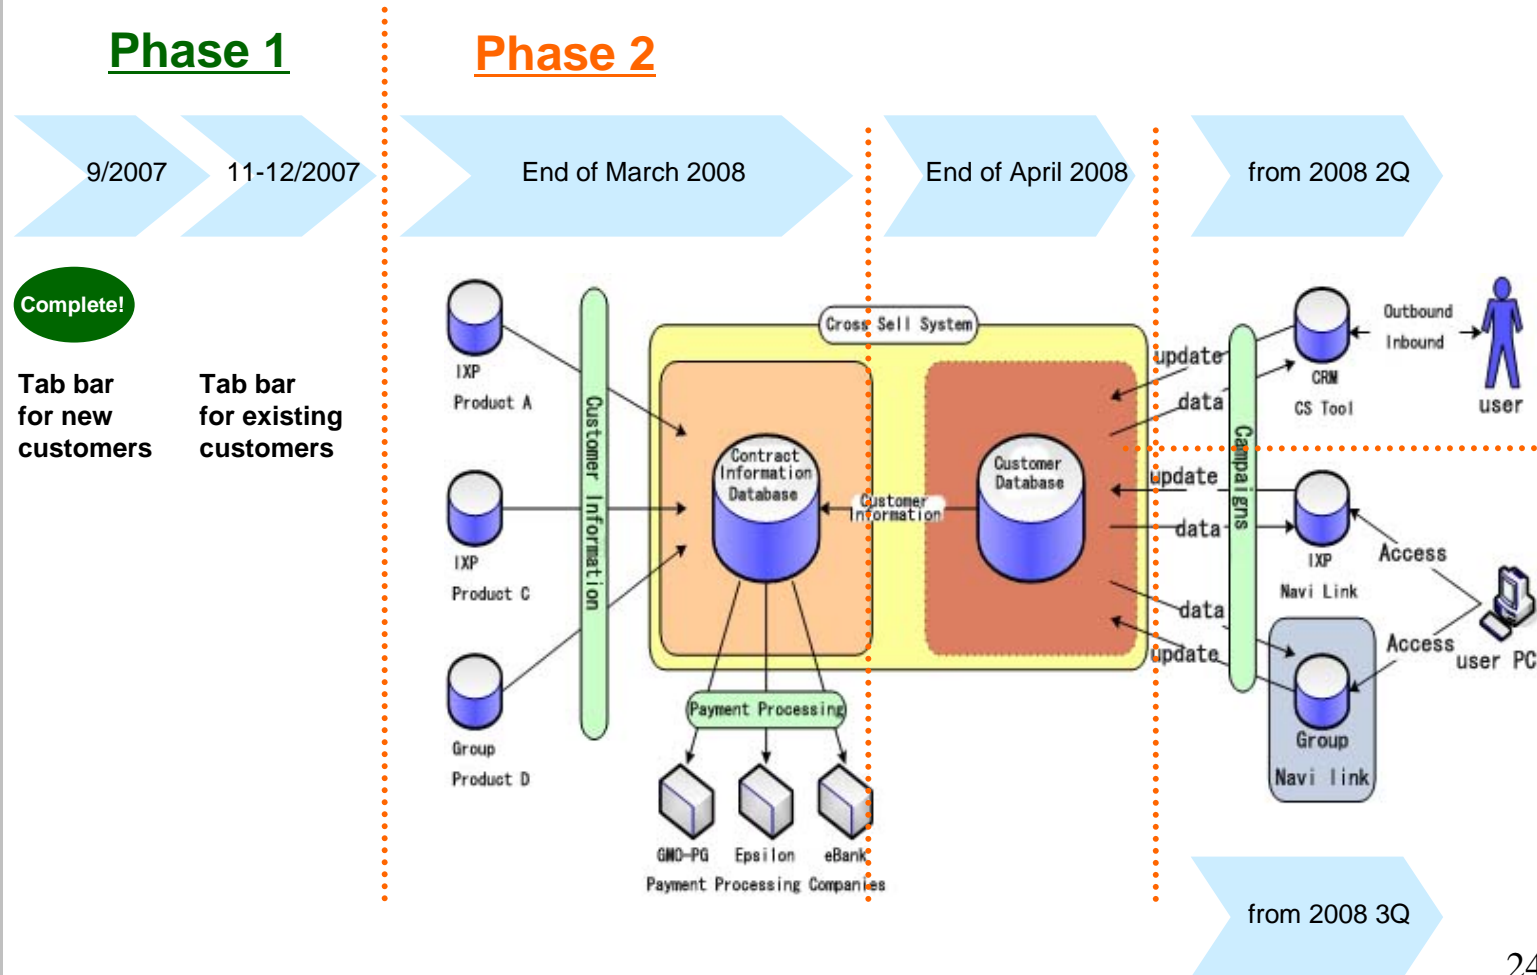 Phase 1
Phase 2
9/2007
11-12/2007
End of March 2008
End of April 2008
from 2008 2Q
Complete!
Tab bar
for new
customers
Tab bar
for existing
customers
IXP
Product A
IXP
Product C
Group
Product D
Customer Information
Cross Sell System
Contract
Information
Database
Customer
Information
Customer
Database
Payment Processing
GMO-PG
Epsilon
eBank
Payment Processing Companies
update
data
update
data
data
update
Campaigns
CRM
CS Tool
Outbound
Inbound
user
IXP
Navi Link
Access
Access
user PC
Group
Navi link
from 2008 3Q
24